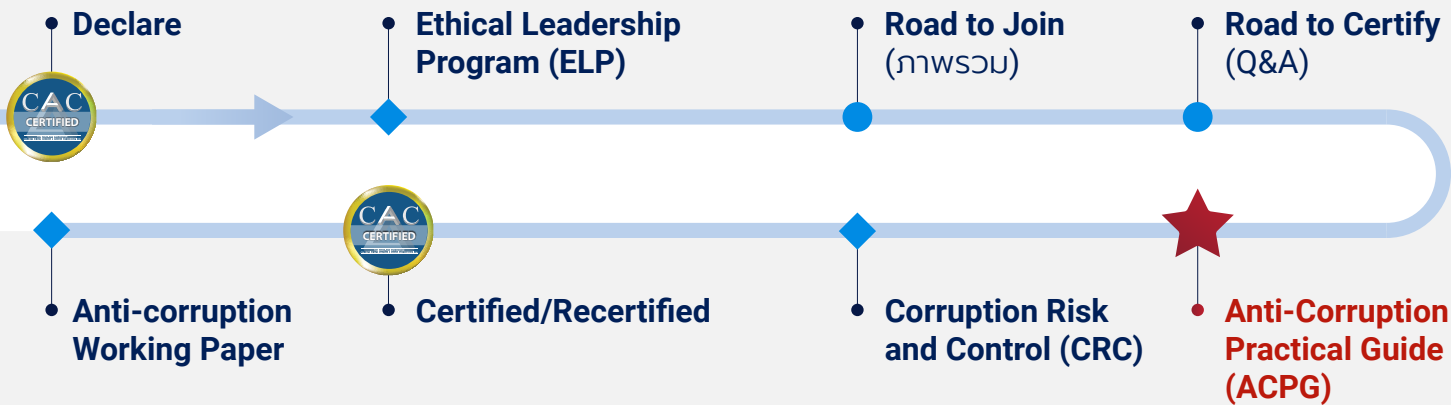 Declare
Ethical Leadership
Program (ELP)
Road to Join
(ภาพรวม)
Road to Certify
(Q&A)
CAC
CERTIFIED
CAC
CERTIFIED
Anti-corruption
Working Paper
Certified/Recertified
Corruption Risk
and Control (CRC)
Anti-Corruption
Practical Guide
(ACPG)